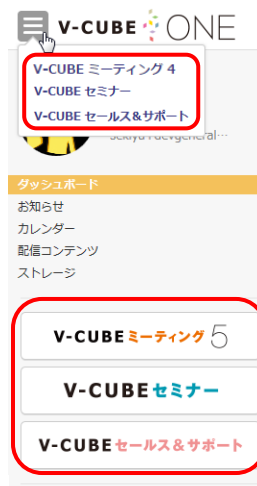 V-CUBE ONE
V-CUBE ミーティング 4
V-CUBE セミナー
V-CUBE セールス&サポート
ダッシュボード
お知らせ
カレンダー
配信コンテンツ
ストレージ
V-CUBE ミーティング 5
V-CUBE セミナー
V-CUBE セールス&サポート